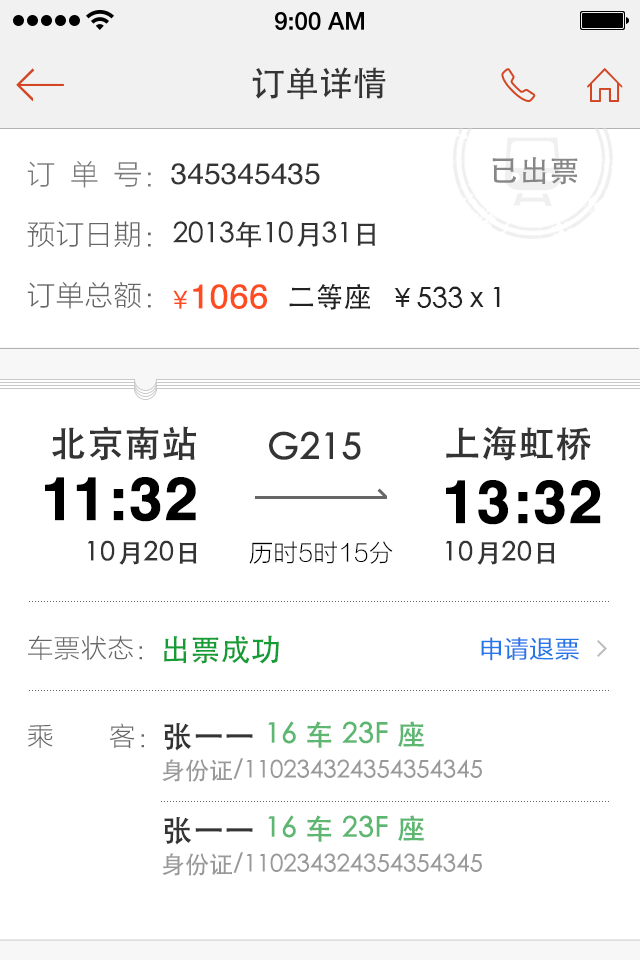 9:00 AM
订单详情
订单号：345345435
已出票
预订日期：2013年10月31日
订单总额：¥1066 二等座 ¥533 x 1
北京南站 G215 上海虹桥
11:32 13:32
10月20日 历时5时15分 10月20日
车票状态：出票成功 申请退票
乘客：张一一 16 车 23F 座
身份证/110234324354354345
张一一 16 车 23F 座
身份证/110234324354354345